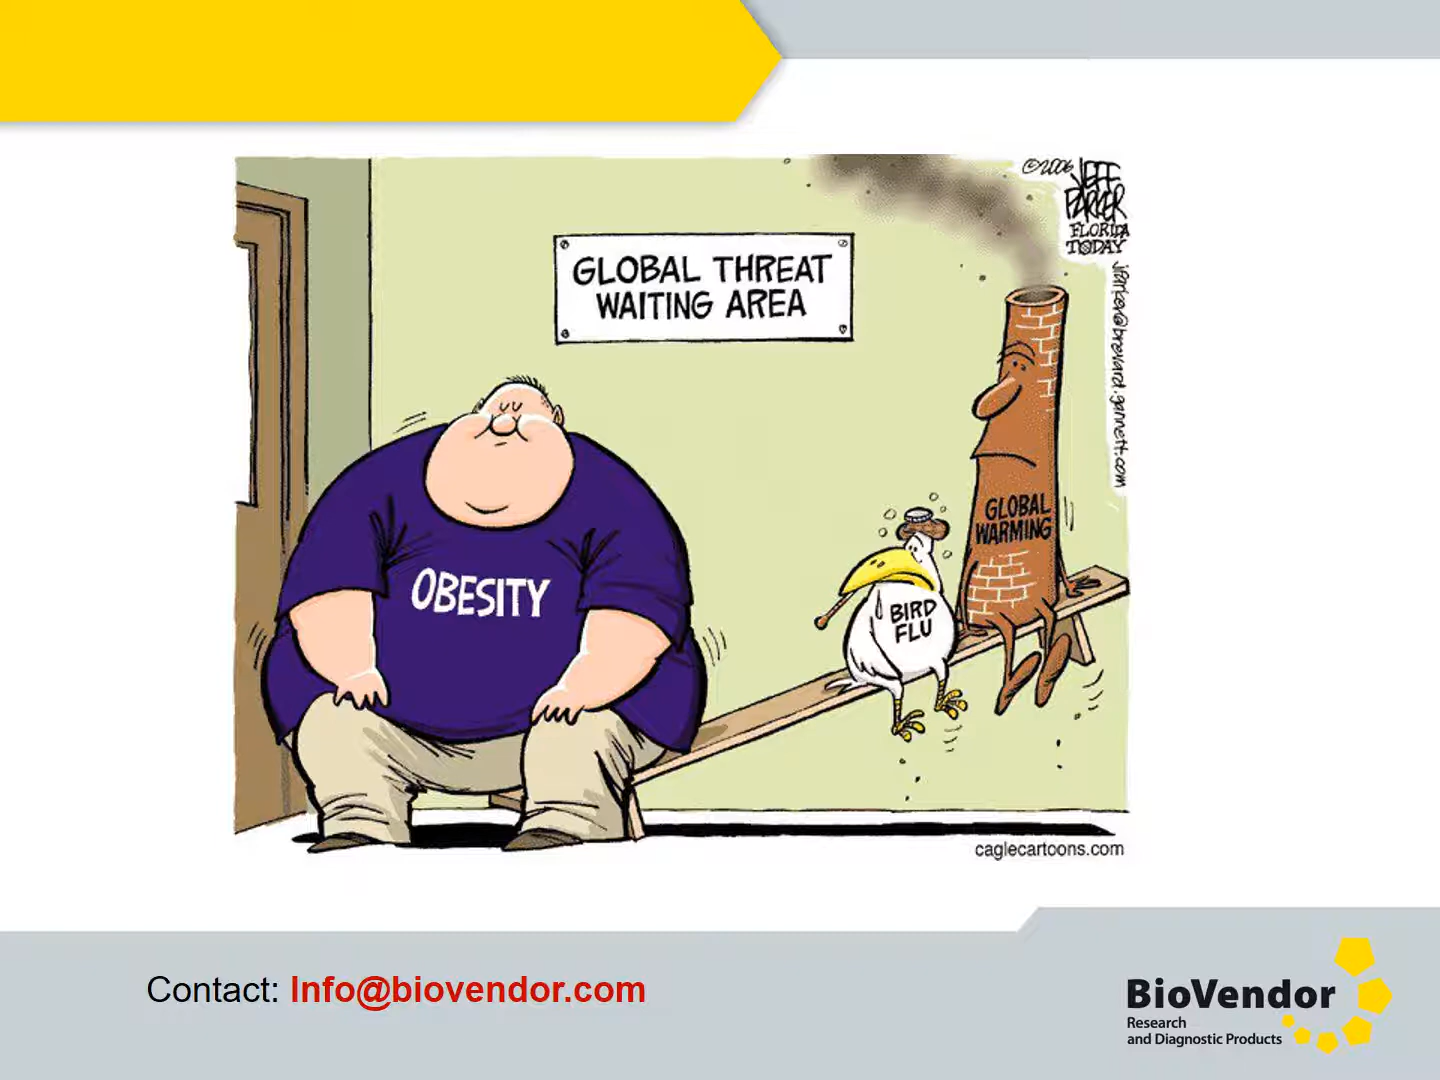 ©2006 JEFF
PARKER
FLORIDA
TODAY
jparker@brevard.gannett.com
GLOBAL THREAT
WAITING AREA
GLOBAL
WARMING
OBESITY
BIRD
FLU
caglecartoons.com
Contact: Info@biovendor.com
BioVendor
Research
and Diagnostic Products